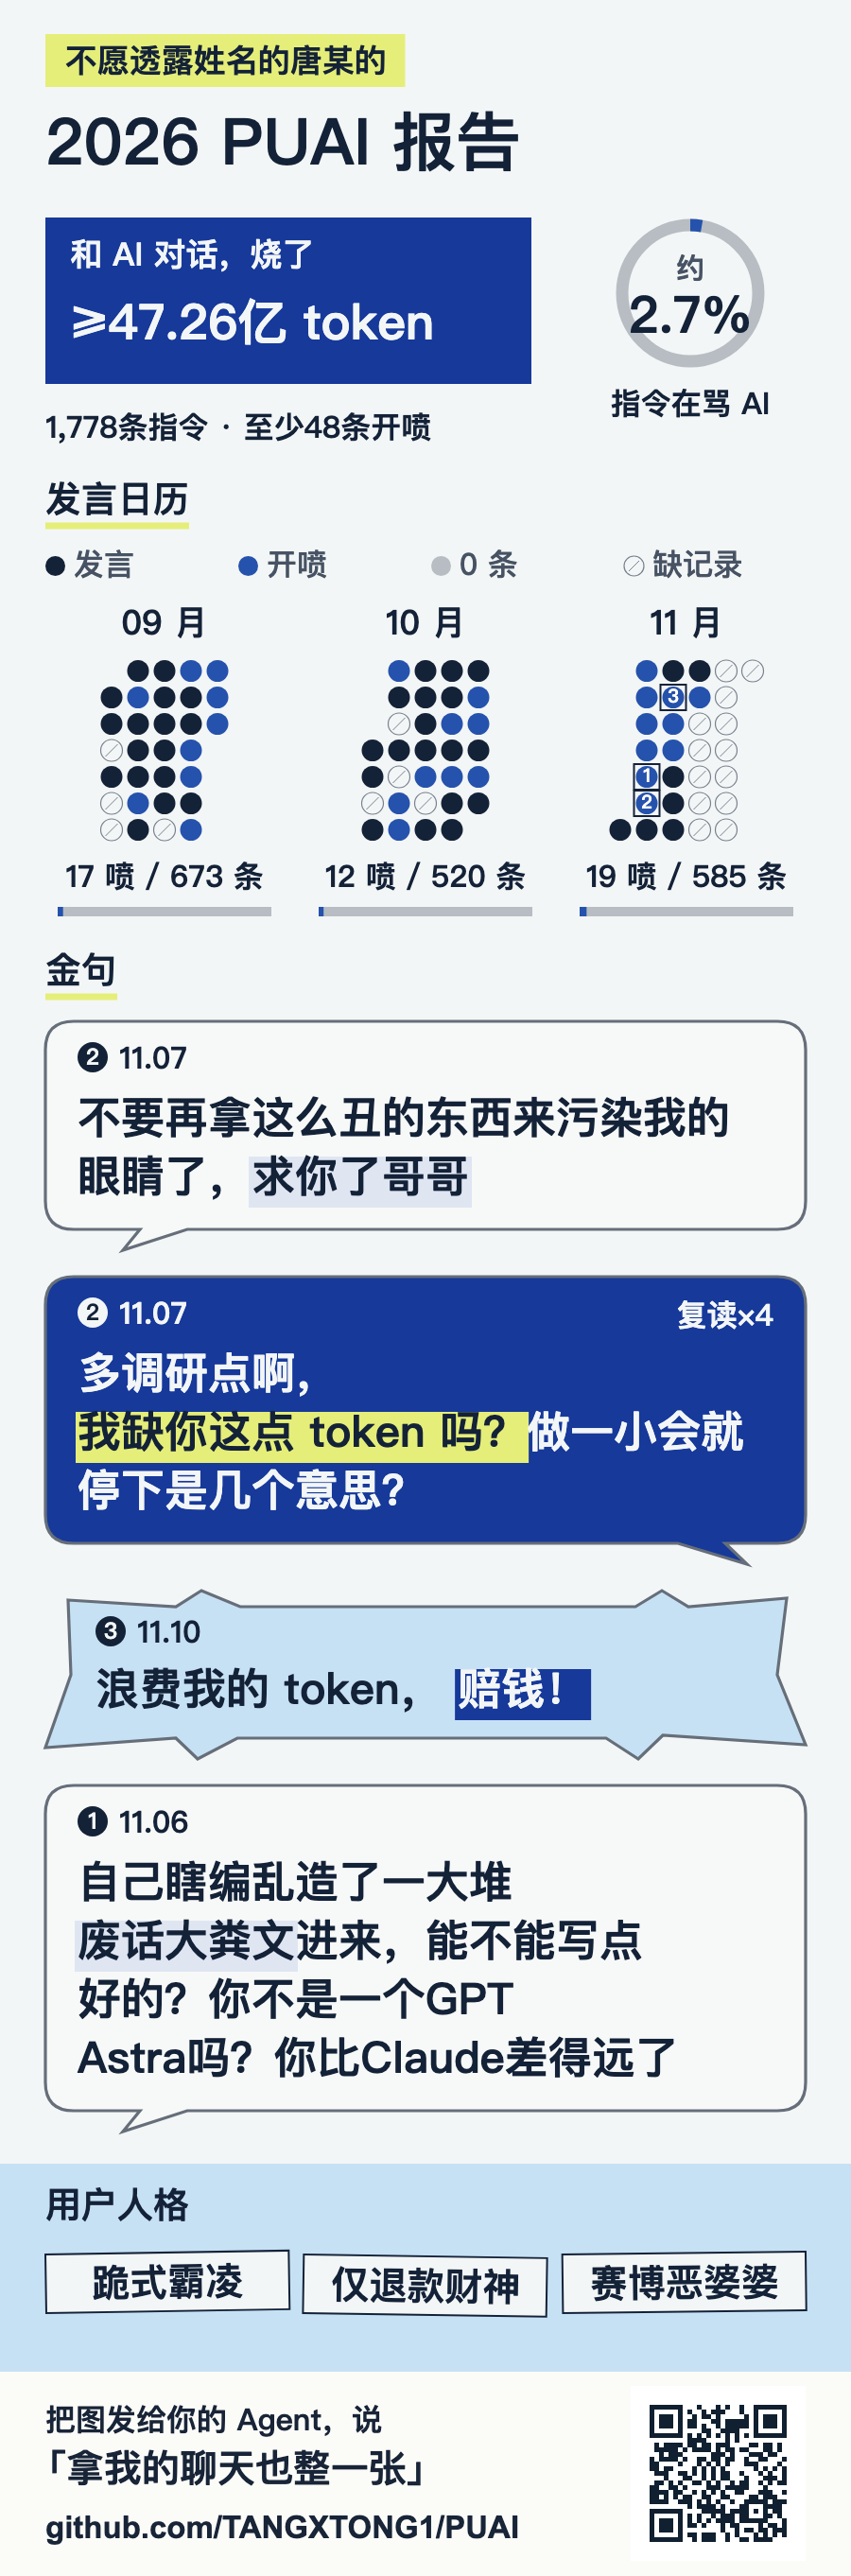 不愿透露姓名的唐某的
2026 PUAI 报告
和 AI 对话，烧了
≥47.26亿 token
约
2.7%
指令在骂 AI
1,778条指令 · 至少48条开喷
发言日历
发言
开喷
0 条
缺记录
09 月
10 月
11 月
3
1
2
17 喷 / 673 条
12 喷 / 520 条
19 喷 / 585 条
金句
2 11.07
不要再拿这么丑的东西来污染我的
眼睛了，求你了哥哥
2 11.07
复读×4
多调研点啊，
我缺你这点 token 吗？做一小会就
停下是几个意思？
3 11.10
浪费我的 token，赔钱！
1 11.06
自己瞎编乱造了一大堆
废话大粪文进来，能不能写点
好的？你不是一个GPT
Astra吗？你比Claude差得远了
用户人格
跪式霸凌
仅退款财神
赛博恶婆婆
把图发给你的 Agent，说
「拿我的聊天也整一张」
github.com/TANGXTONG1/PUAI